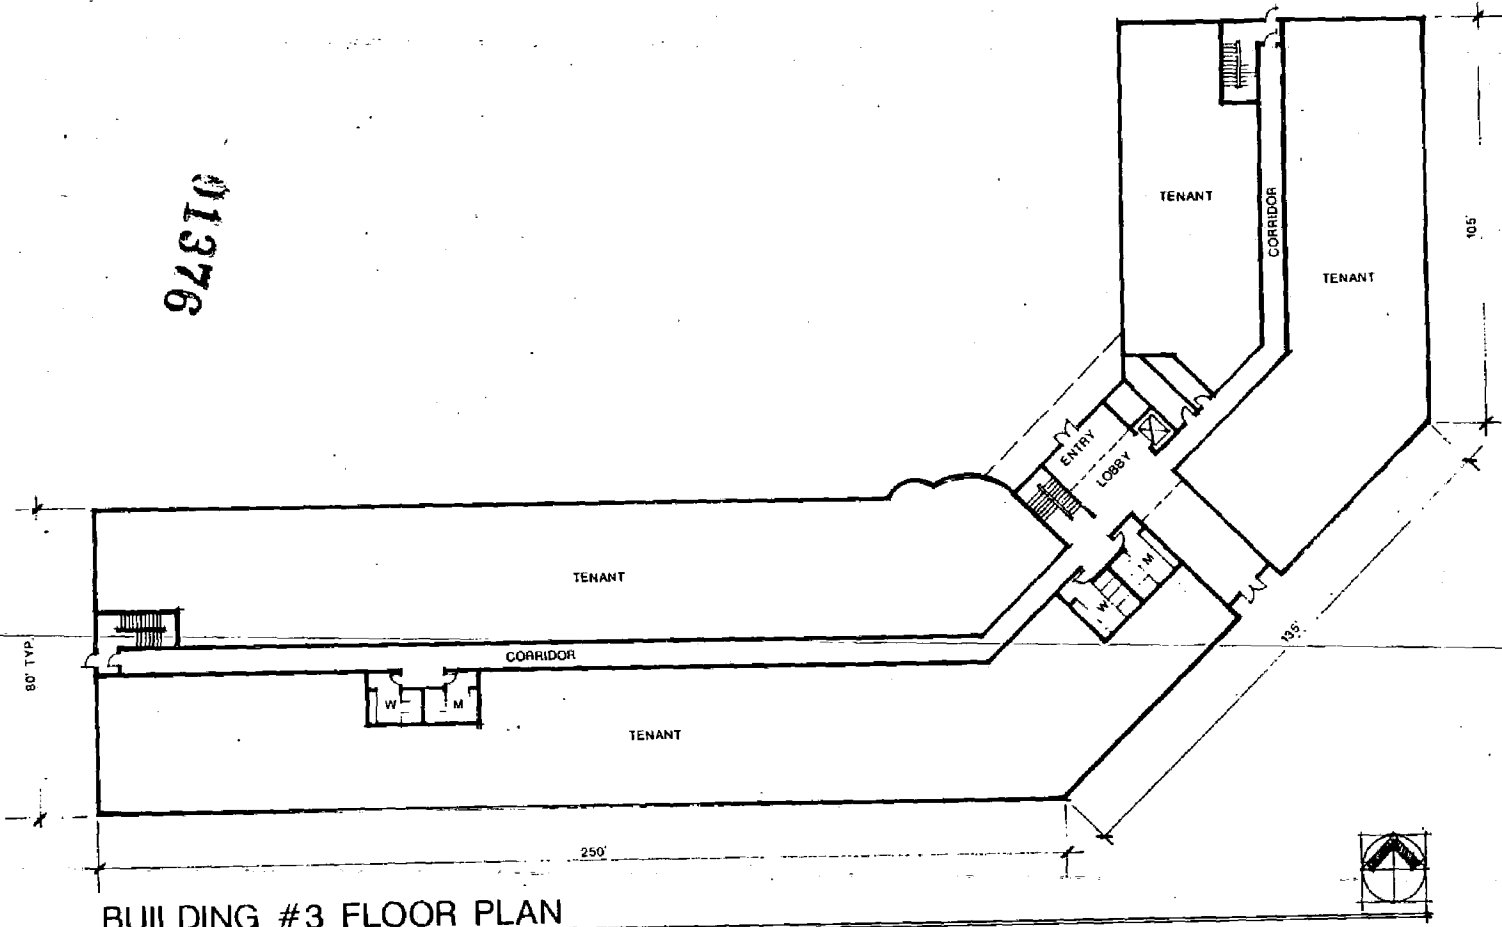 01376
TENANT
CORRIDOR
TENANT
105'
ENTRY
LOBBY
TENANT
M
W
135'
80' TYP.
CORRIDOR
W
M
TENANT
250'
BUILDING #3 FLOOR PLAN